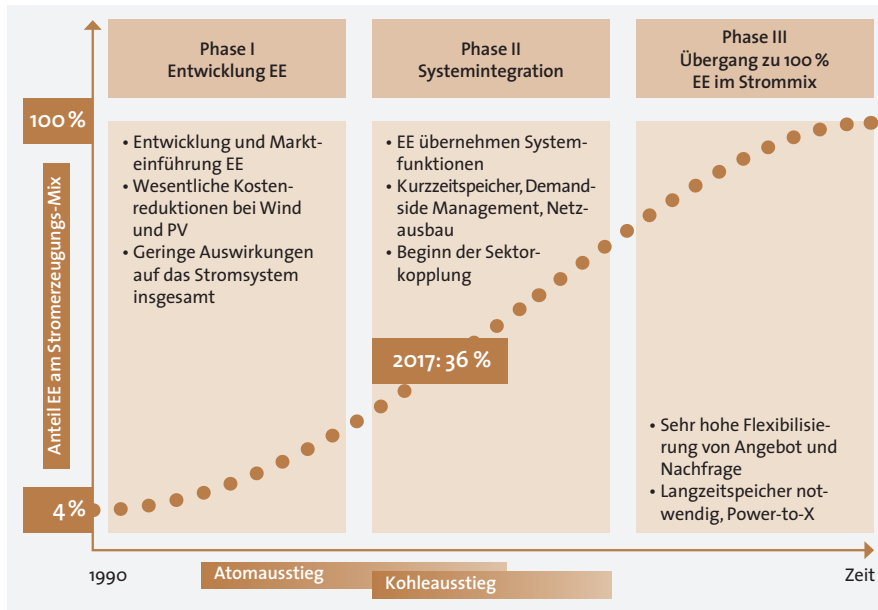 Phase I
Entwicklung EE
Phase II
Systemintegration
Phase III
Übergang zu 100 %
EE im Strommix
100 %
Anteil EE am Stromerzeugungs-Mix
4 %
• Entwicklung und Markt-
einführung EE
• Wesentliche Kosten-
reduktionen bei Wind
und PV
• Geringe Auswirkungen
auf das Stromsystem
insgesamt
• EE übernehmen System-
funktionen
• Kurzzeitspeicher, Demand-
side Management, Netz-
ausbau
• Beginn der Sektor-
kopplung
2017: 36 %
• Sehr hohe Flexibilisie-
rung von Angebot und
Nachfrage
• Langzeitspeicher not-
wendig, Power-to-X
1990
Atomausstieg
Kohleausstieg
Zeit